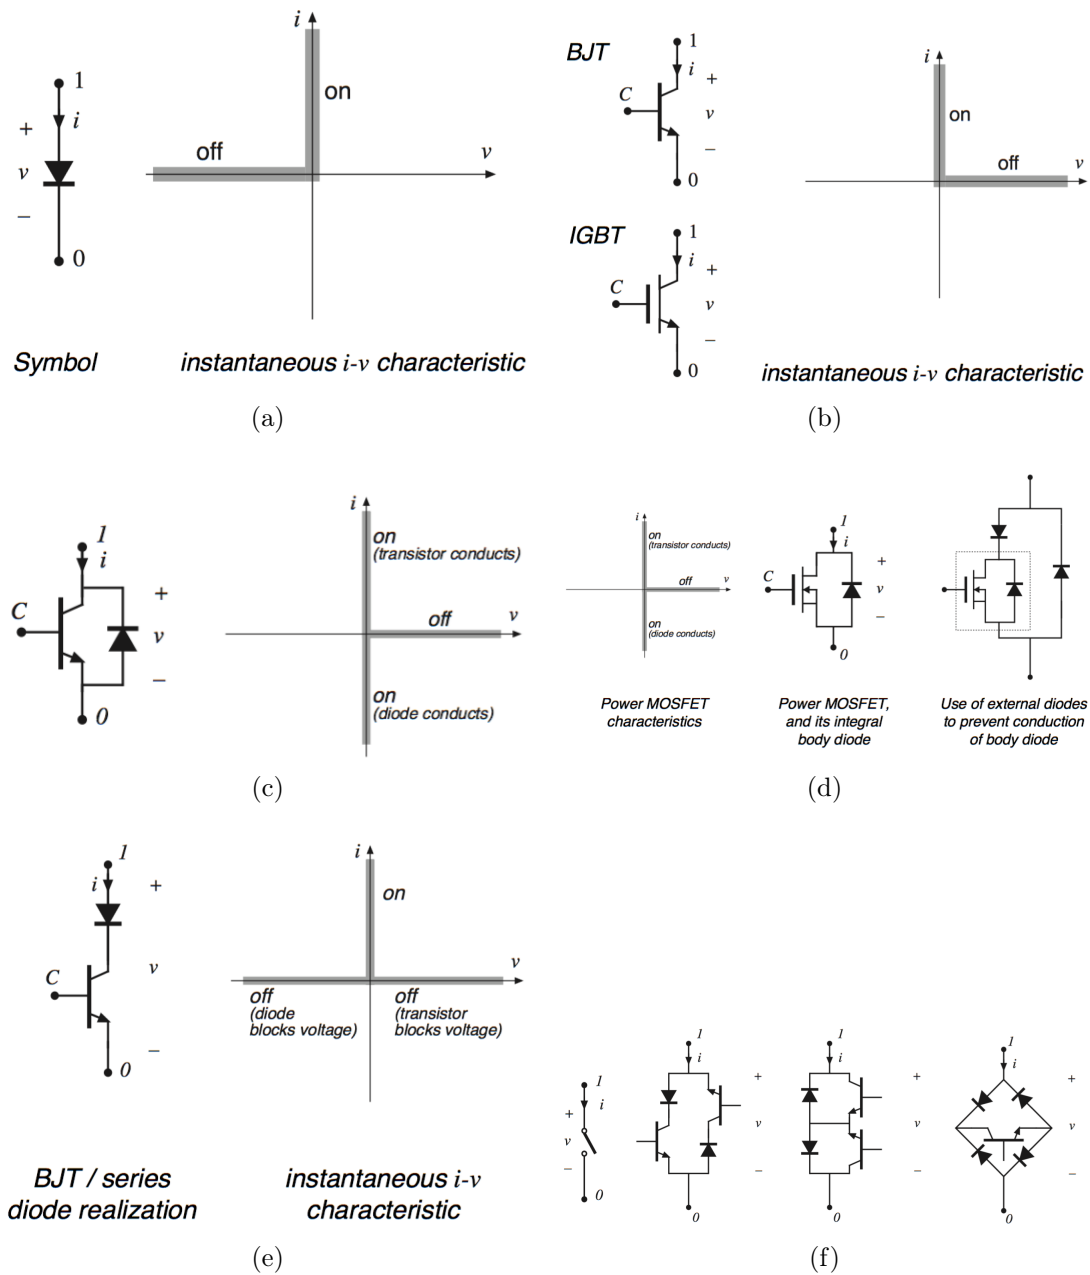 1
i
+
v
−
0
i
on
off
v
Symbol
instantaneous i-v characteristic
(a)
BJT
1
i
+
C
v
−
0
IGBT
1
i
+
C
v
−
0
i
on
off
v
instantaneous i-v characteristic
(b)
1
i
+
C
v
−
0
i
on
(transistor conducts)
off
v
on
(diode conducts)
(c)
i
on
(transistor conducts)
off
v
on
(diode conducts)
Power MOSFET
characteristics
1
i
+
C
v
−
0
Power MOSFET,
and its integral
body diode
Use of external diodes
to prevent conduction
of body diode
(d)
1
i
+
v
C
−
0
BJT / series
diode realization
i
on
v
off
(diode
blocks voltage)
off
(transistor
blocks voltage)
instantaneous i-v
characteristic
(e)
1
i
+
v
−
0
1
i
+
v
−
0
1
i
+
v
−
0
1
i
+
v
−
0
(f)